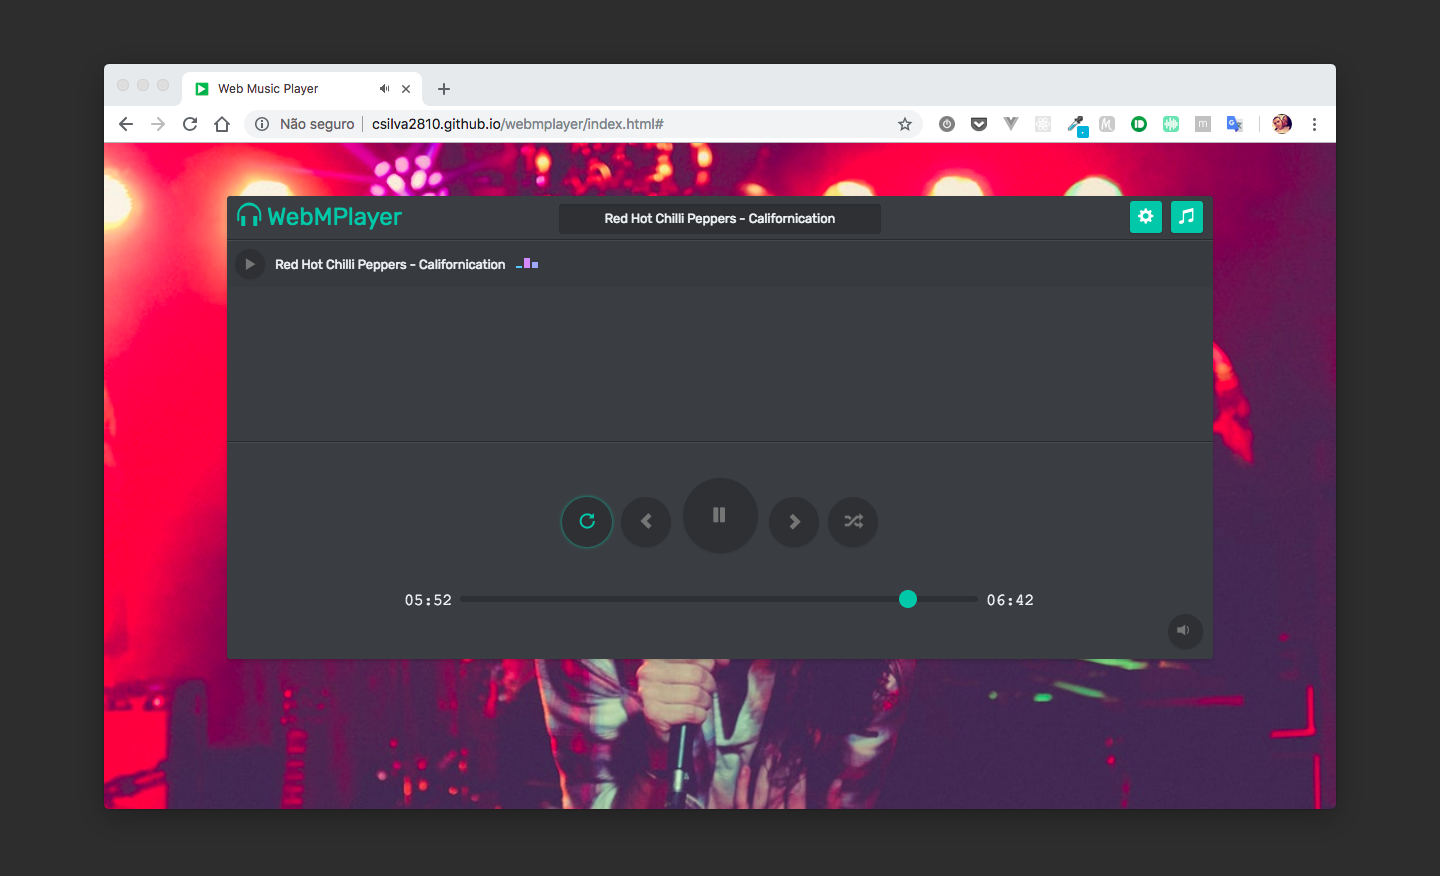 Web Music Player
Não seguro csilva2810.github.io/webmplayer/index.html#
WebMPlayer
Red Hot Chilli Peppers - Californication
Red Hot Chilli Peppers - Californication
05:52
06:42